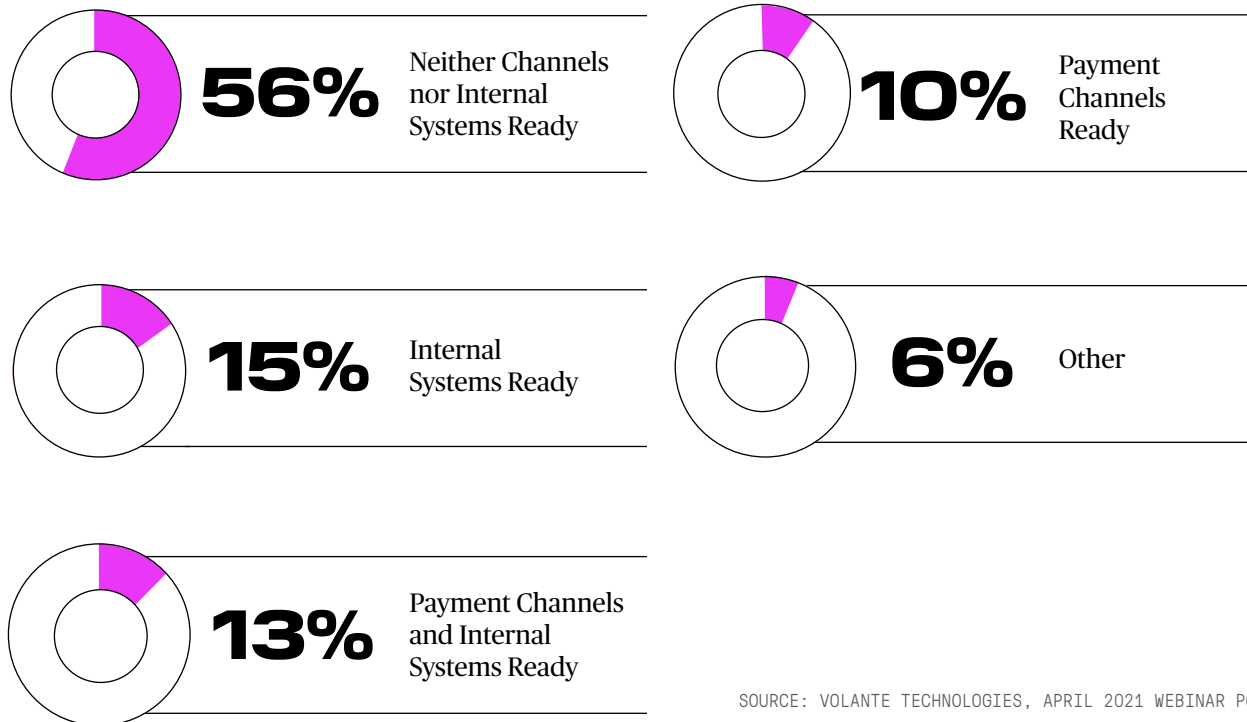 56%
Neither Channels
nor Internal
Systems Ready
10%
Payment
Channels
Ready
15%
Internal
Systems Ready
6%
Other
13%
Payment Channels
and Internal
Systems Ready
SOURCE: VOLANTE TECHNOLOGIES, APRIL 2021 WEBINAR